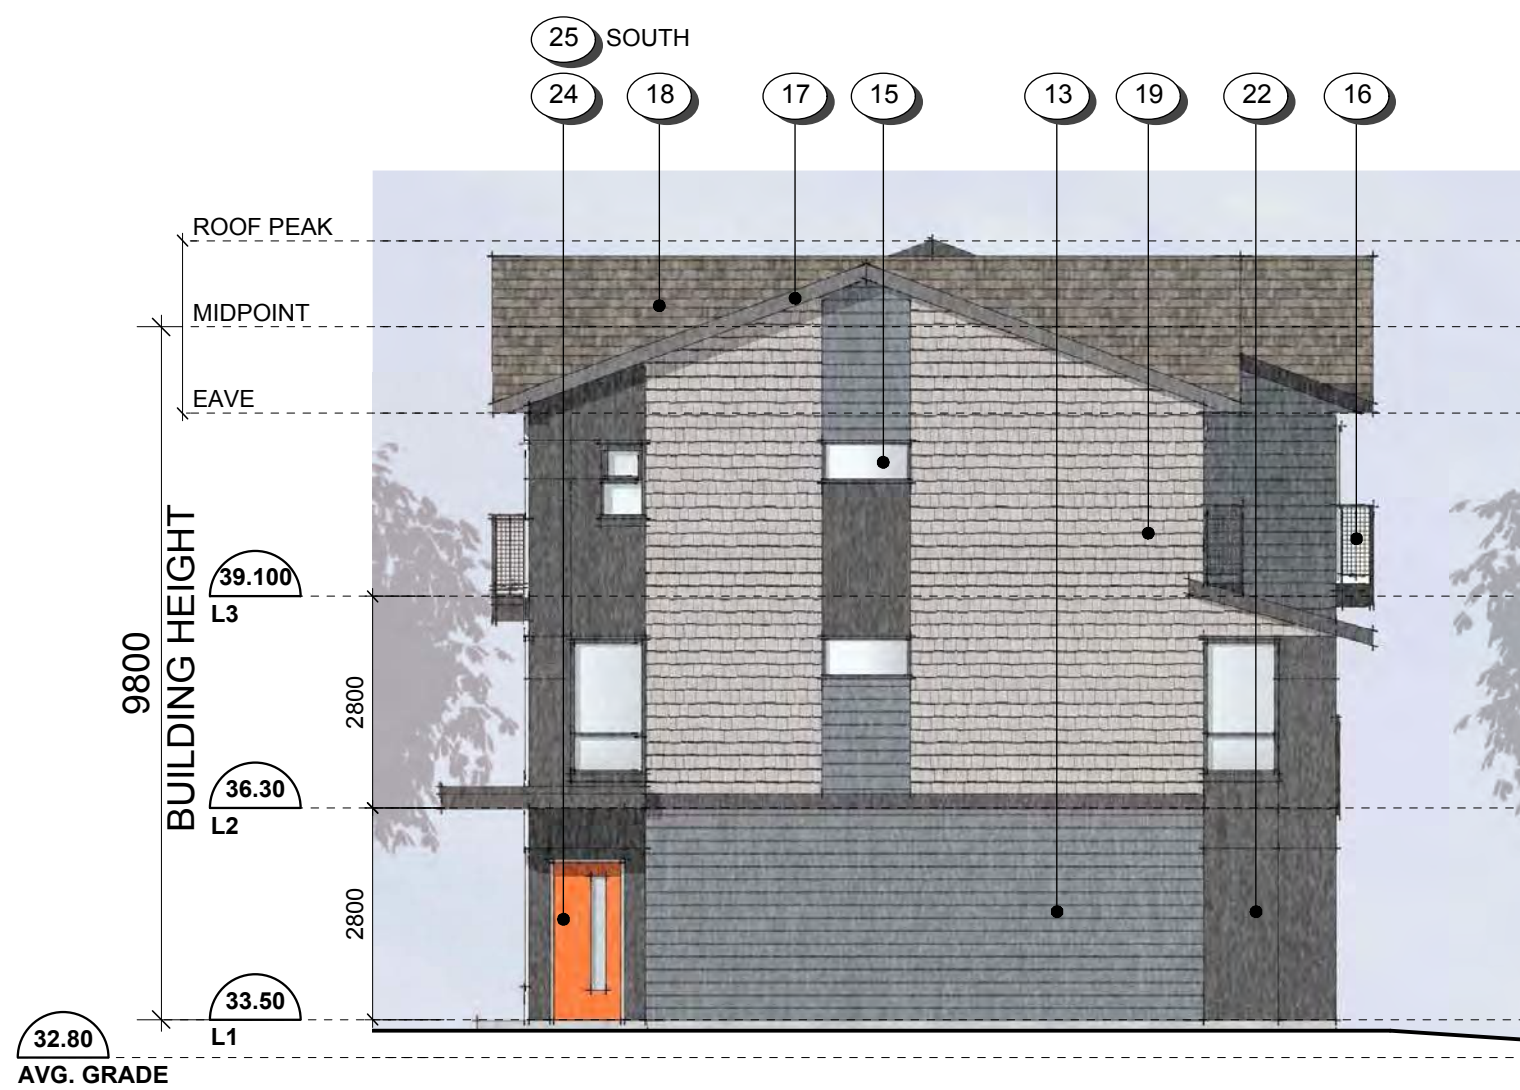 25 SOUTH
24 18 17 15 13 19 22 16
ROOF PEAK
MIDPOINT
EAVE
9800
BUILDING HEIGHT
39.100
L3
2800
36.30
L2
2800
33.50
L1
32.80
AVG. GRADE